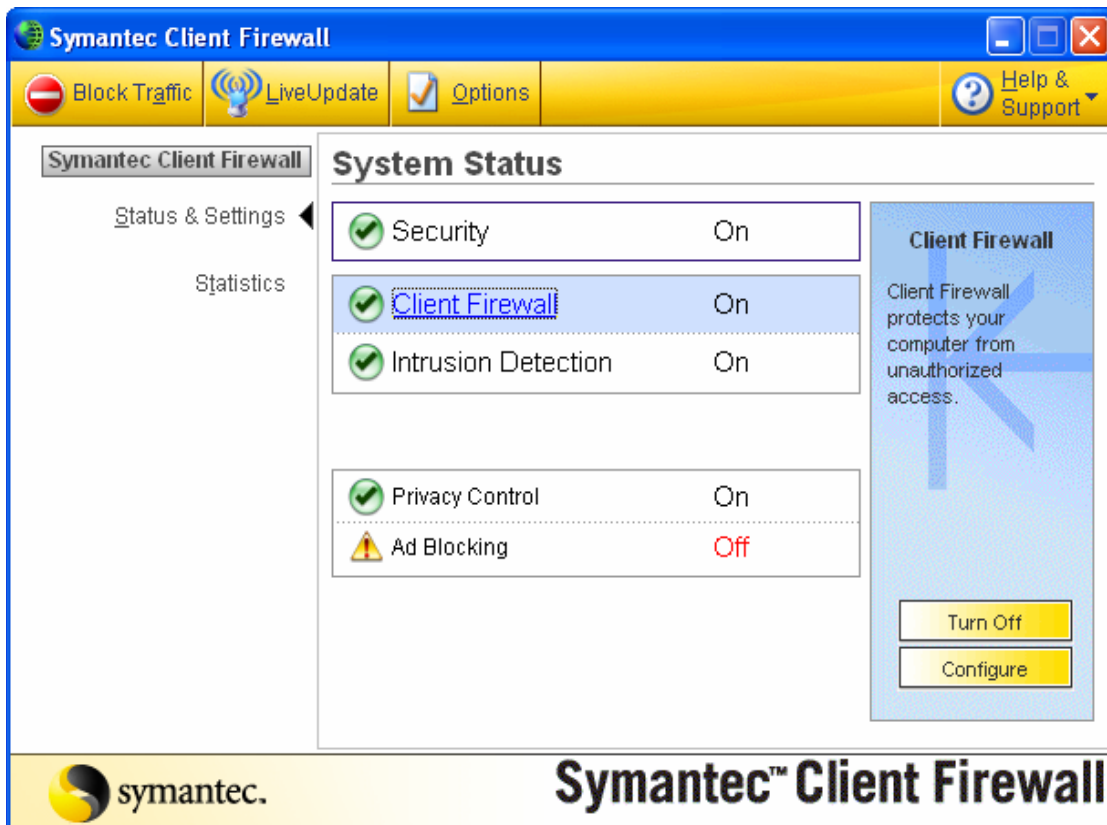 Symantec Client Firewall
Block Traffic
LiveUpdate
Options
Help &
Support
Symantec Client Firewall
Status & Settings
Statistics
System Status
Security On
Client Firewall On
Intrusion Detection On
Privacy Control On
Ad Blocking Off
Client Firewall
Client Firewall
protects your
computer from
unauthorized
access.
Turn Off
Configure
symantec.
Symantec™ Client Firewall